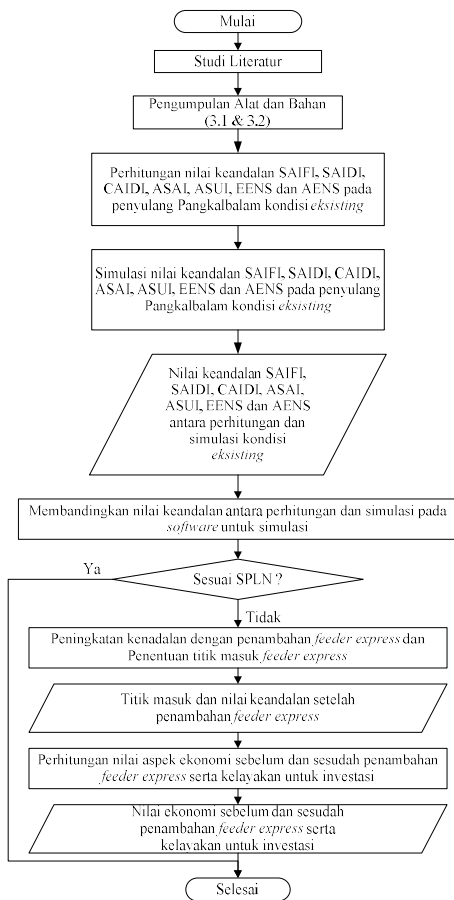 Mulai
Studi Literatur
Pengumpulan Alat dan Bahan
(3.1 & 3.2)
Perhitungan nilai keandalan SAIFI, SAIDI,
CAIDI, ASAI, ASUI, EENS dan AENS pada
penyulang Pangkalbalam kondisi eksisting
Simulasi nilai keandalan SAIFI, SAIDI, CAIDI,
ASAI, ASUI, EENS dan AENS pada penyulang
Pangkalbalam kondisi eksisting
Nilai keandalan SAIFI,
SAIDI, CAIDI, ASAI,
ASUI, EENS dan AENS
antara perhitungan dan
simulasi kondisi
eksisting
Membandingkan nilai keandalan antara perhitungan dan simulasi pada
software untuk simulasi
Ya
Sesuai SPLN ?
Tidak
Peningkatan kenadalan dengan penambahan feeder express dan
Penentuan titik masuk feeder express
Titik masuk dan nilai keandalan setelah
penambahan feeder express
Perhitungan nilai aspek ekonomi sebelum dan sesudah penambahan
feeder express serta kelayakan untuk investasi
Nilai ekonomi sebelum dan sesudah
penambahan feeder express serta
kelayakan untuk investasi
Selesai